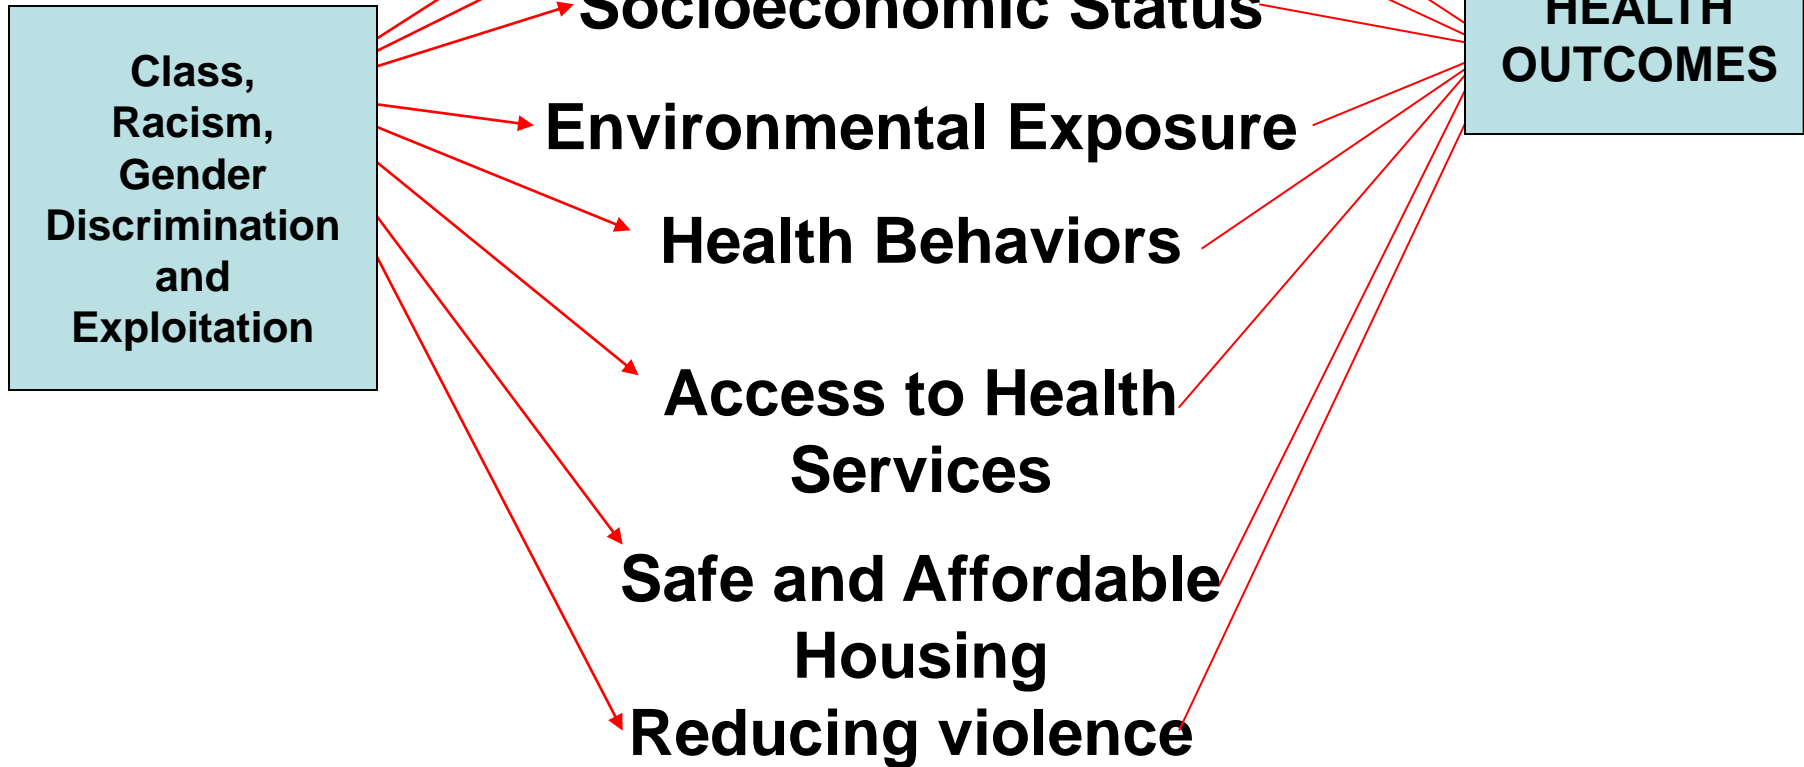 Socioeconomic Status
HEALTH
OUTCOMES
Class,
Racism,
Gender
Discrimination
and
Exploitation
Environmental Exposure
Health Behaviors
Access to Health
Services
Safe and Affordable
Housing
Reducing violence